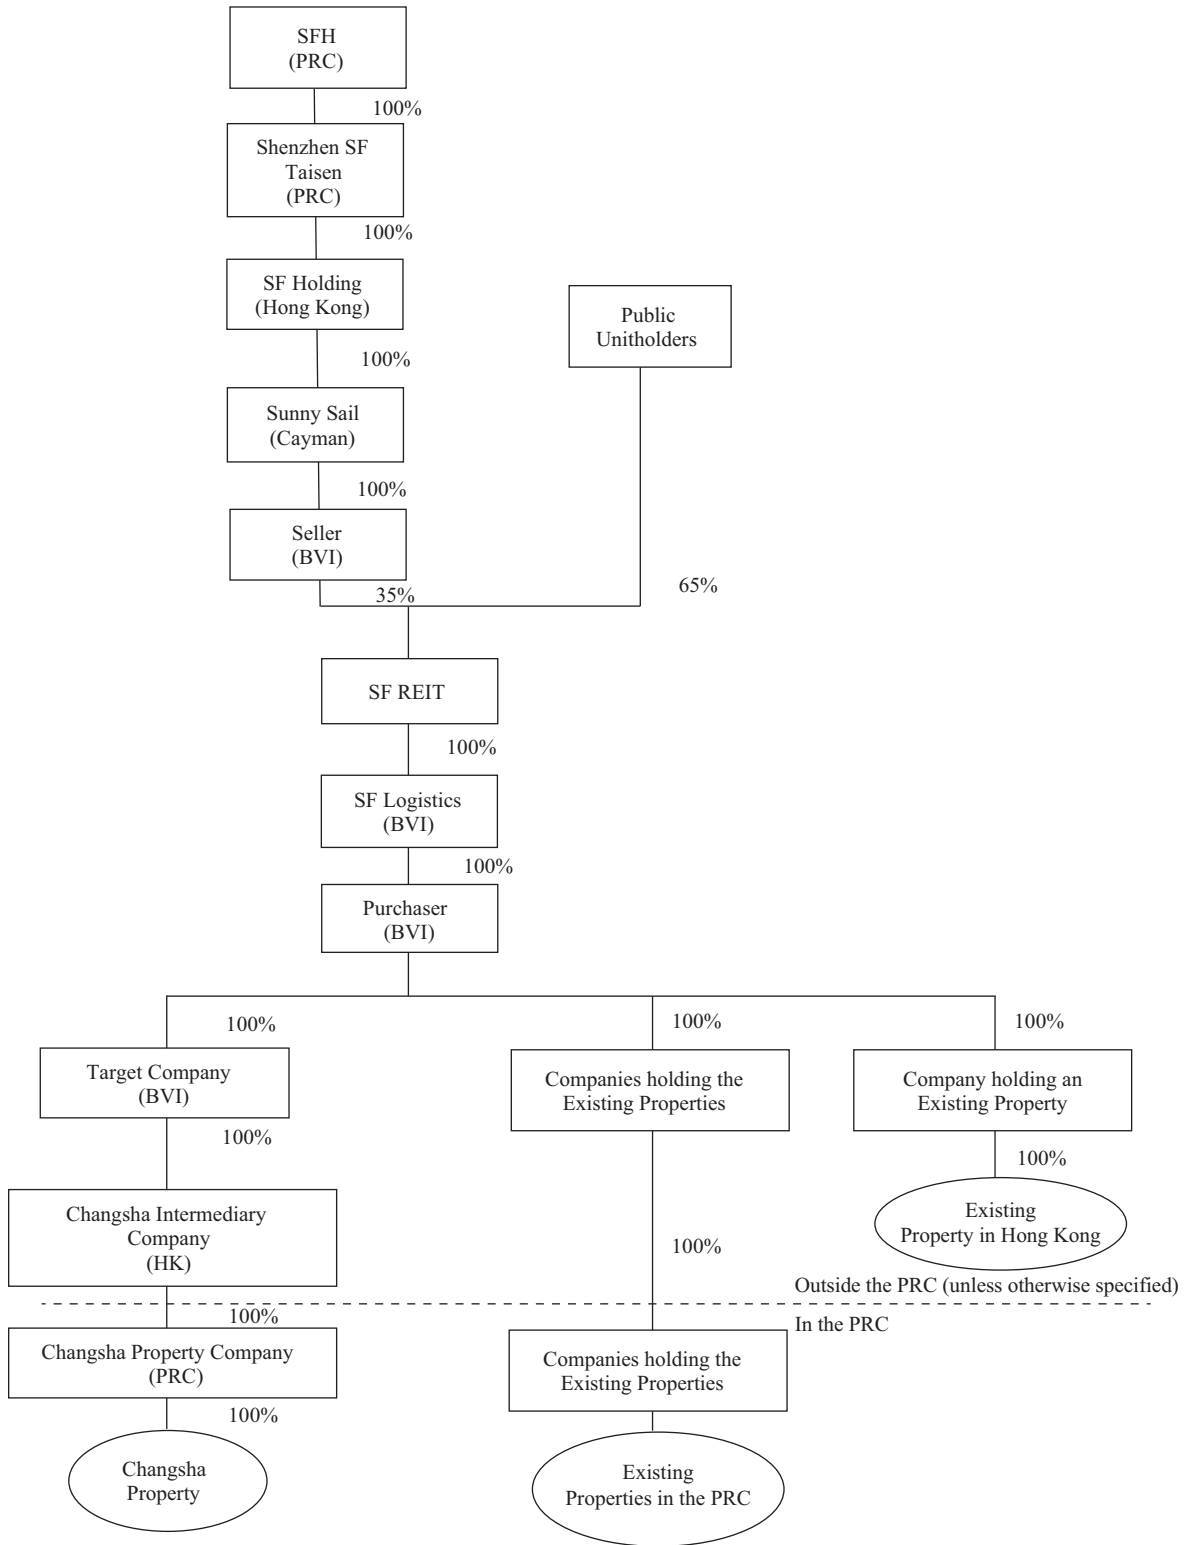 SFH
(PRC)
100%
Shenzhen SF
Taisen
(PRC)
100%
SF Holding
(Hong Kong)
Public
Unitholders
100%
Sunny Sail
(Cayman)
100%
Seller
(BVI)
35%
65%
SF REIT
100%
SF Logistics
(BVI)
100%
Purchaser
(BVI)
100%
100%
100%
Target Company
(BVI)
Companies holding the
Existing Properties
Company holding an
Existing Property
100%
100%
Changsha Intermediary
Company
(HK)
100%
Existing
Property in Hong Kong
Outside the PRC (unless otherwise specified)
100%
In the PRC
Changsha Property Company
(PRC)
Companies holding the
Existing Properties
100%
Changsha
Property
Existing
Properties in the PRC